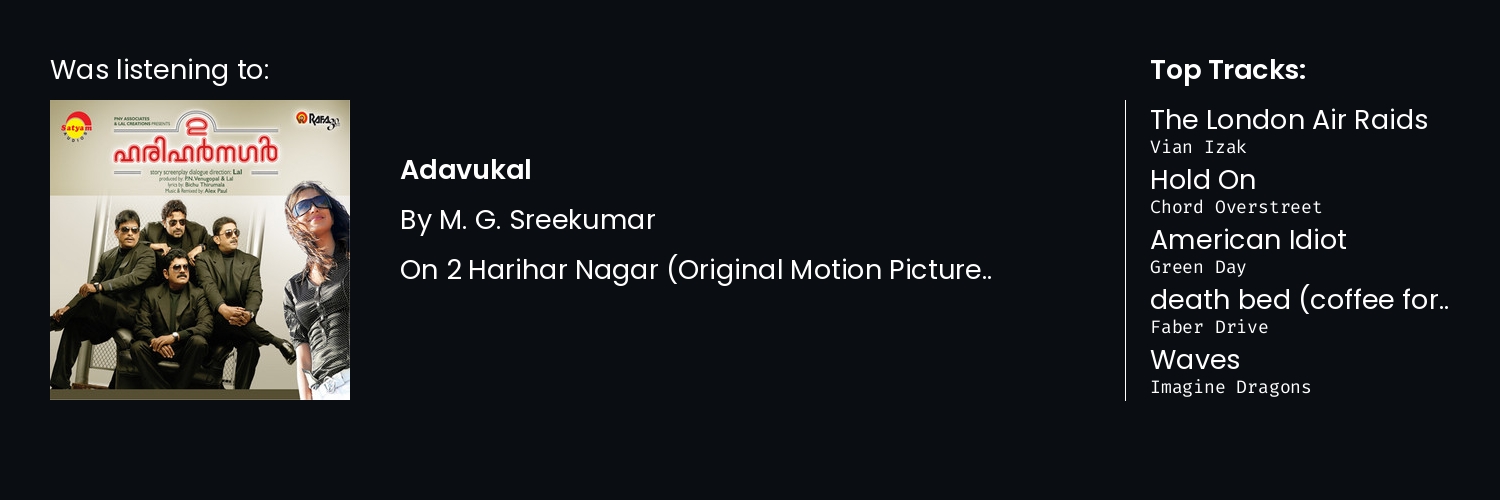 Was listening to:
Satyam
AUDIOS
PNV ASSOCIATES
& LAL CREATIONS PRESENTS
RAFA
ഉ
ഹരിഹർനഗർ
story screenplay dialogue direction: Lal
produced by: P.N.Venugopal & Lal
lyrics by: Bichu Thirumala
Music & Remixed by: Alex Paul
Adavukal
By M. G. Sreekumar
On 2 Harihar Nagar (Original Motion Picture..
Top Tracks:
The London Air Raids
Vian Izak
Hold On
Chord Overstreet
American Idiot
Green Day
death bed (coffee for..
Faber Drive
Waves
Imagine Dragons